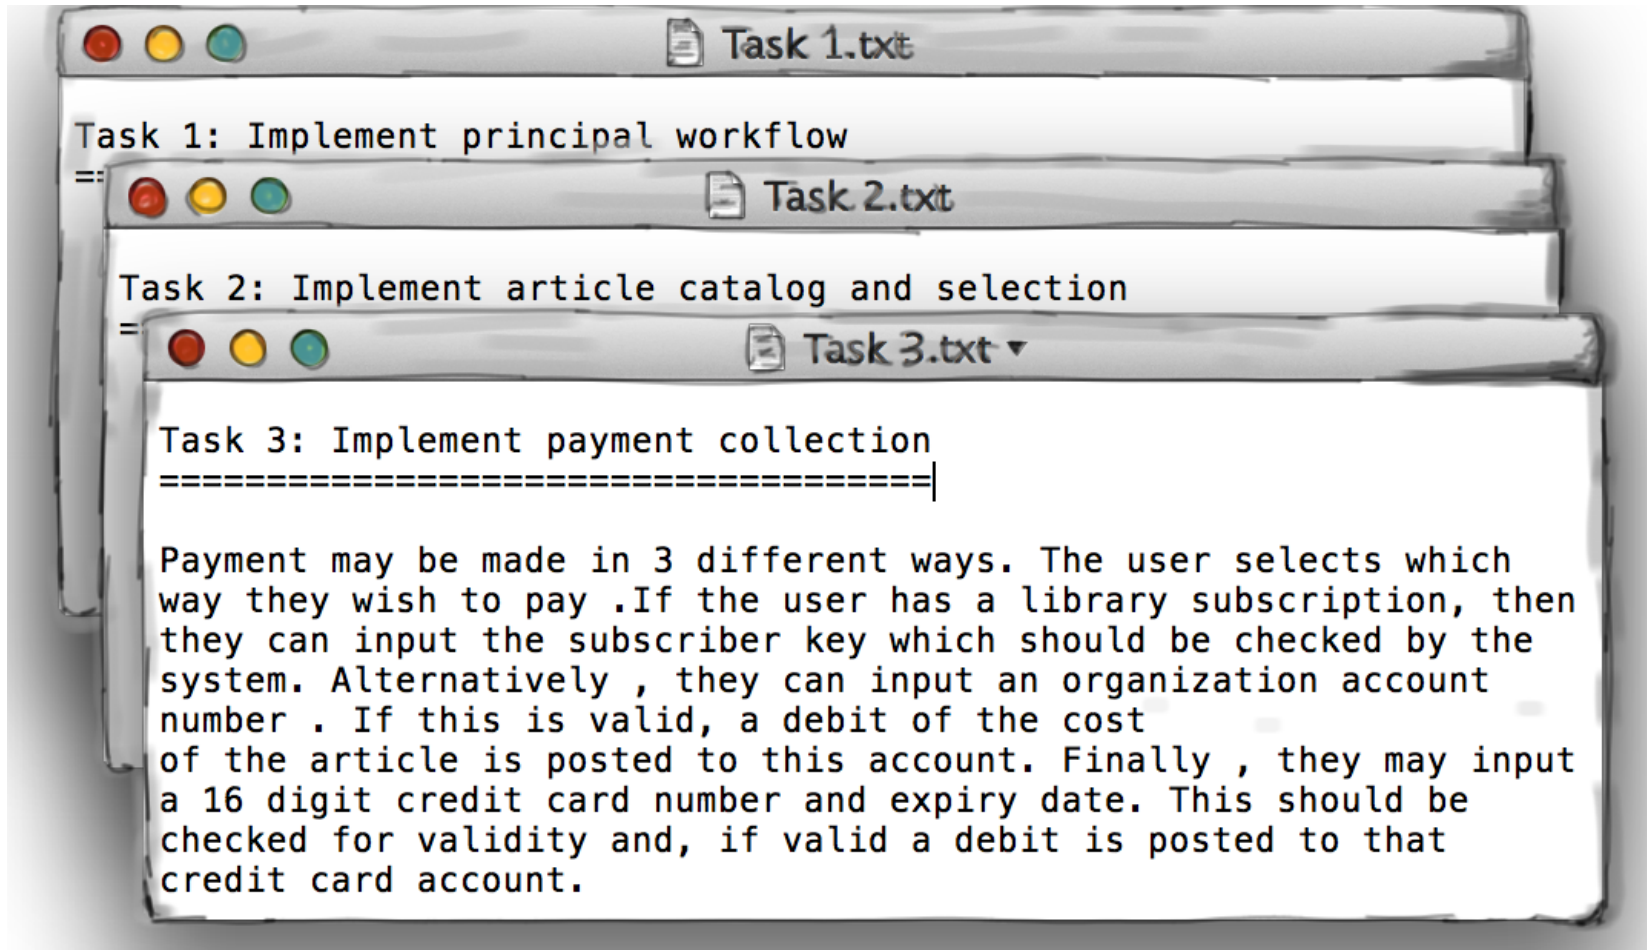 Task 1.txt
Task 1: Implement principal workflow
==
Task 2.txt
Task 2: Implement article catalog and selection
=
Task 3.txt
Task 3: Implement payment collection
====================================
Payment may be made in 3 different ways. The user selects which
way they wish to pay .If the user has a library subscription, then
they can input the subscriber key which should be checked by the
system. Alternatively , they can input an organization account
number . If this is valid, a debit of the cost
of the article is posted to this account. Finally , they may input
a 16 digit credit card number and expiry date. This should be
checked for validity and, if valid a debit is posted to that
credit card account.